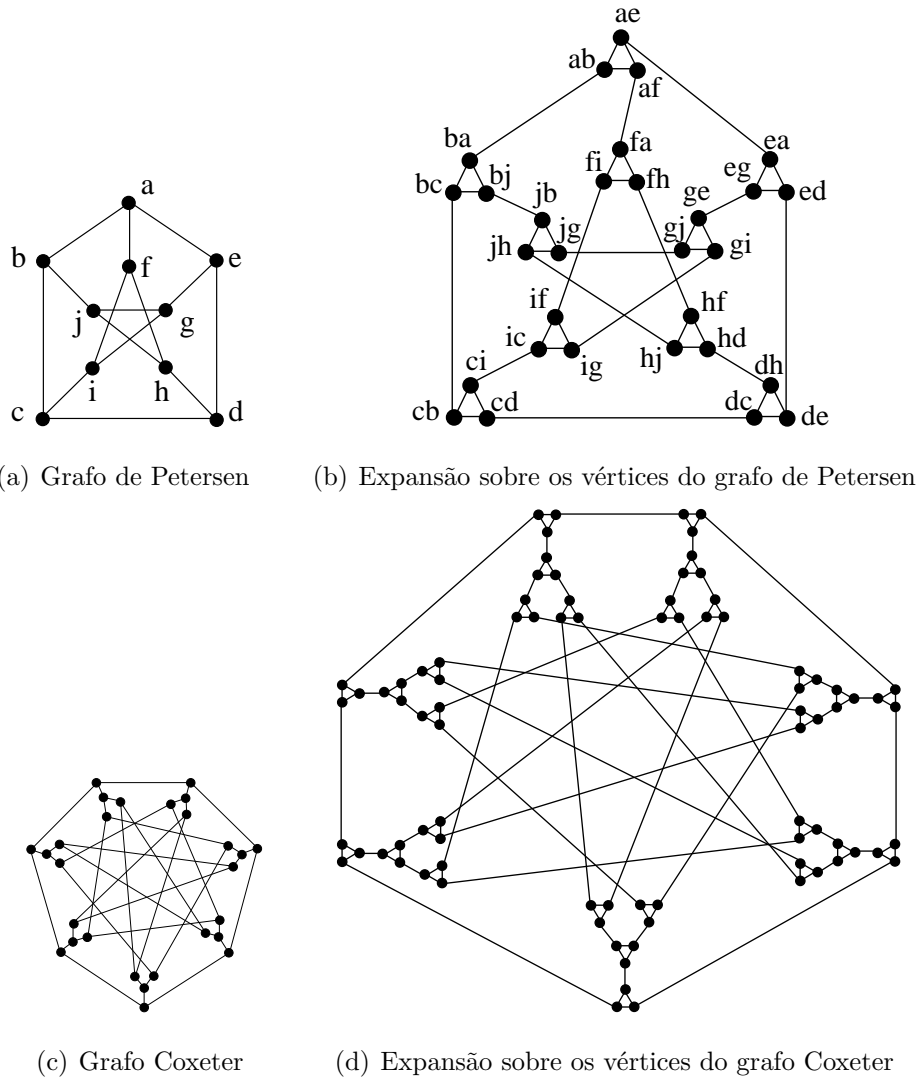 ae
ab
af
ba
fa
ea
bc
bj
fi
fh
eg
ed
a
jb
ge
b
e
jh
jg
gj
gi
f
j
g
if
hf
ic
ig
hj
hd
i
h
ci
dh
c
d
cb
cd
dc
de
(a) Grafo de Petersen
(b) Expansão sobre os vértices do grafo de Petersen
(c) Grafo Coxeter
(d) Expansão sobre os vértices do grafo Coxeter